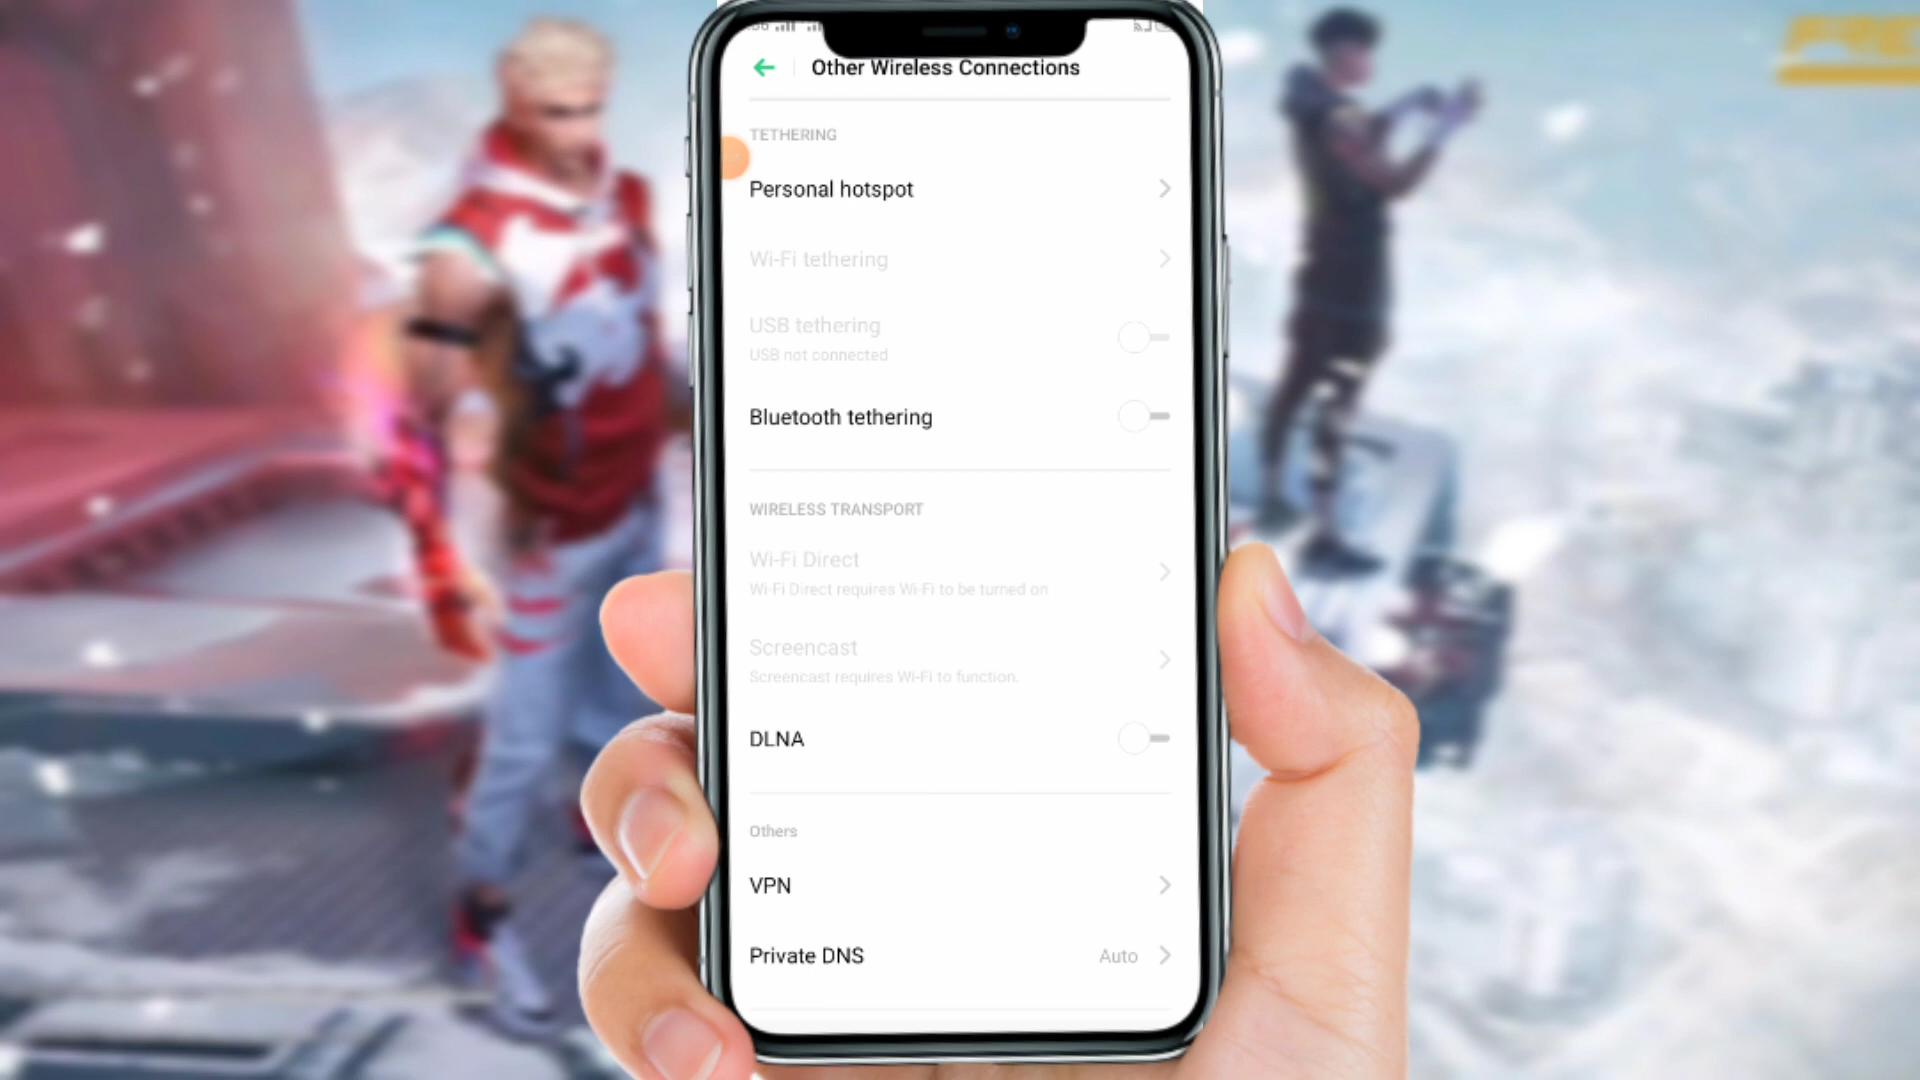 Other Wireless Connections
TETHERING
Personal hotspot
Wi-Fi tethering
USB tethering
USB not connected
Bluetooth tethering
WIRELESS TRANSPORT
Wi-Fi Direct
Wi-Fi Direct requires Wi-Fi to be turned on
Screencast
Screencast requires Wi-Fi to function.
DLNA
Others
VPN
Private DNS Auto